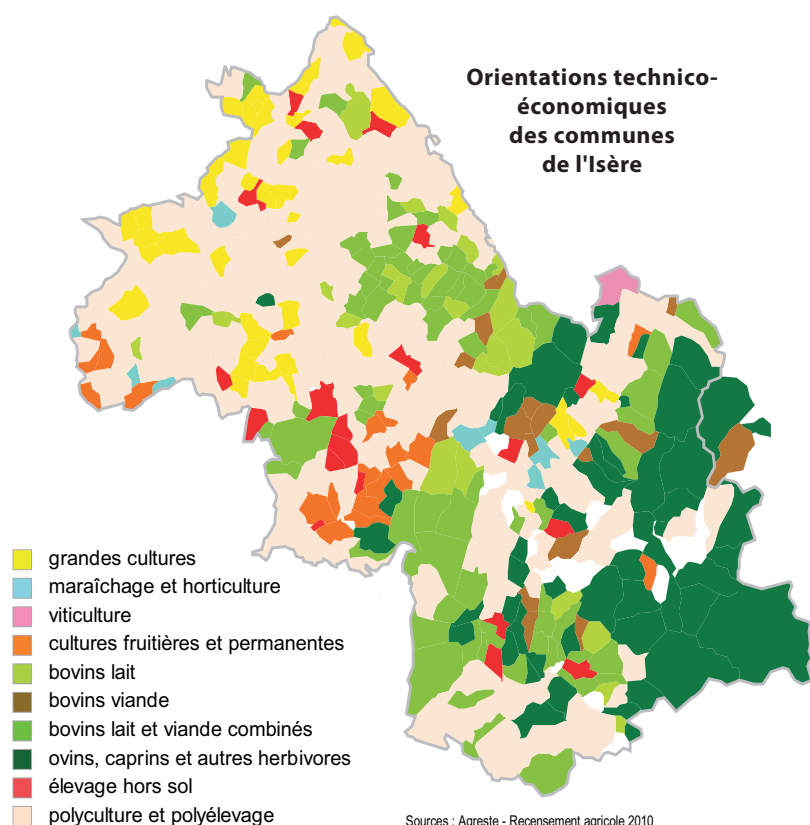 Orientations technico-
économiques
des communes
de l'Isère
grandes cultures
maraîchage et horticulture
viticulture
cultures fruitières et permanentes
bovins lait
bovins viande
bovins lait et viande combinés
ovins, caprins et autres herbivores
élevage hors sol
polyculture et polyélevage
Sources : Agreste - Recensement agricole 2010